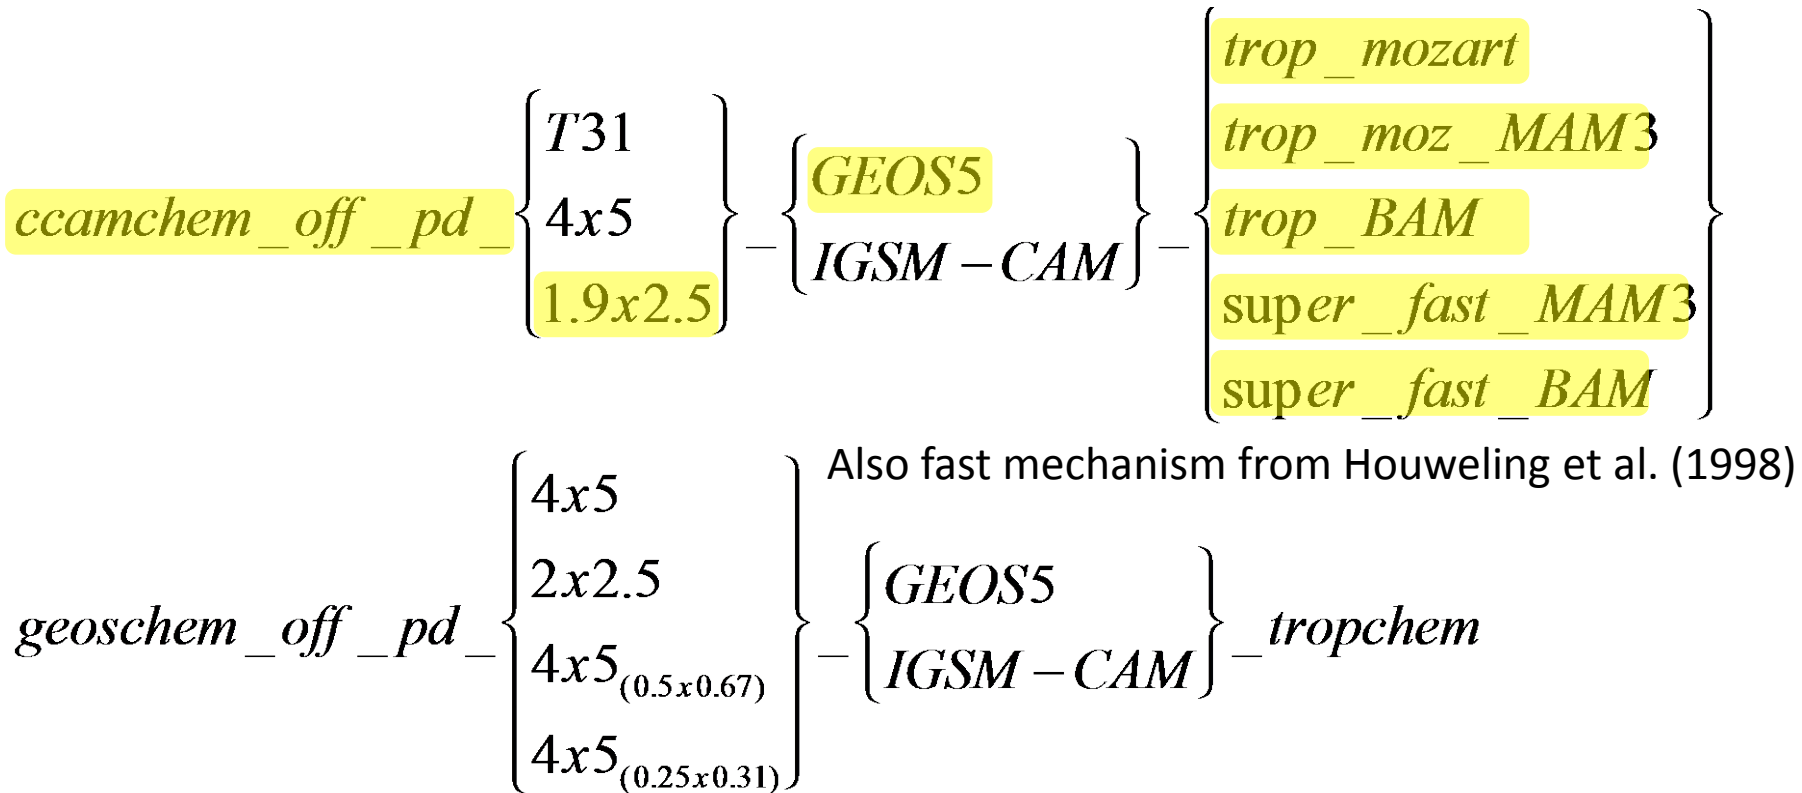 ccamchem_off_pd_ { T31 4x5 1.9x2.5 } _ { GEOS5 IGSM-CAM } _ { trop_mozart trop_moz_MAM3 trop_BAM super_fast_MAM3 super_fast_BAM }
Also fast mechanism from Houweling et al. (1998)
geoschem_off_pd_ { 4x5 2x2.5 4x5(0.5x0.67) 4x5(0.25x0.31) } _ { GEOS5 IGSM-CAM } _tropchem